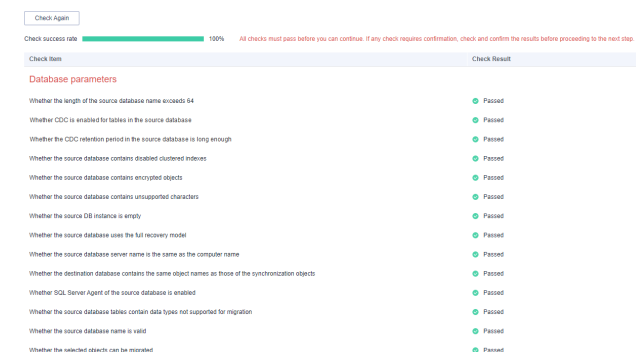 Check Again
Check success rate 100% All checks must pass before you can continue. If any check requires confirmation, check and confirm the results before proceeding to the next step.
Check Item Check Result
Database parameters
Whether the length of the source database name exceeds 64 Passed
Whether CDC is enabled for tables in the source database Passed
Whether the CDC retention period in the source database is long enough Passed
Whether the source database contains disabled clustered indexes Passed
Whether the source database contains encrypted objects Passed
Whether the source database contains unsupported characters Passed
Whether the source DB instance is empty Passed
Whether the source database uses the full recovery model Passed
Whether the source database server name is the same as the computer name Passed
Whether the destination database contains the same object names as those of the synchronization objects Passed
Whether SQL Server Agent of the source database is enabled Passed
Whether the source database tables contain data types not supported for migration Passed
Whether the source database name is valid Passed
Whether the selected objects can be migrated Passed